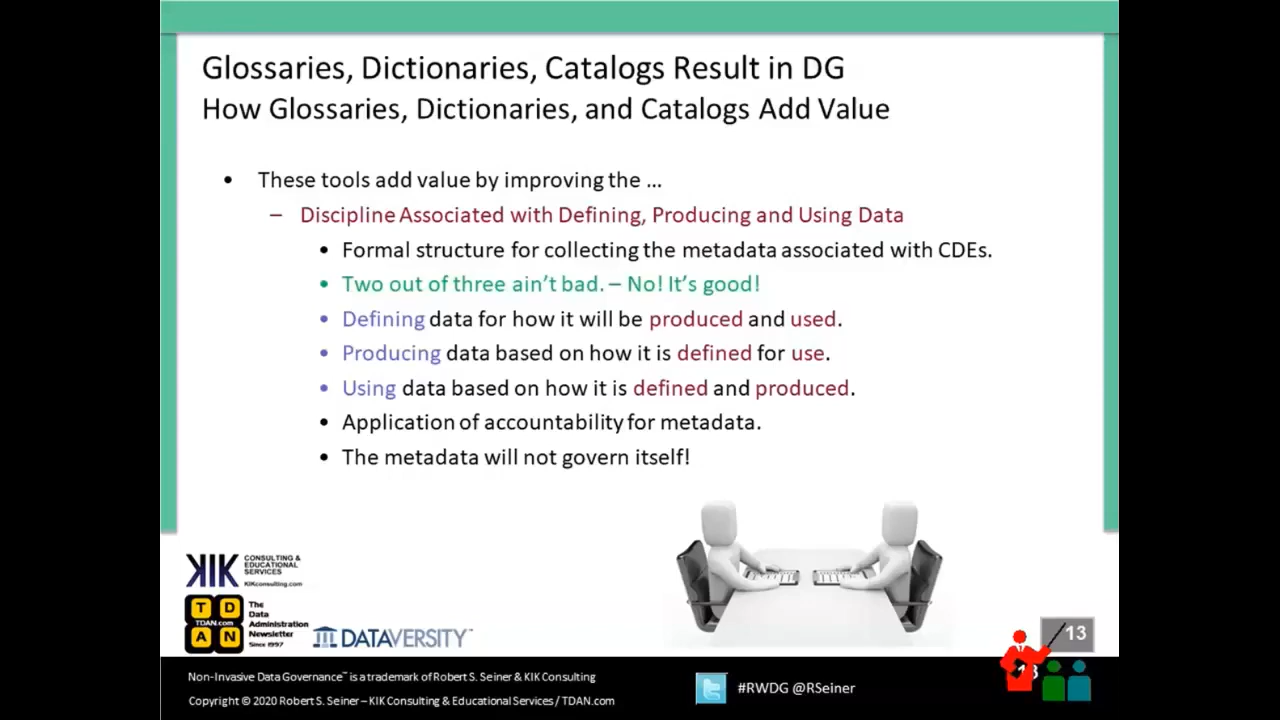 Glossaries, Dictionaries, Catalogs Result in DG
How Glossaries, Dictionaries, and Catalogs Add Value
• These tools add value by improving the ...
– Discipline Associated with Defining, Producing and Using Data
• Formal structure for collecting the metadata associated with CDEs.
• Two out of three ain't bad. – No! It's good!
• Defining data for how it will be produced and used.
• Producing data based on how it is defined for use.
• Using data based on how it is defined and produced.
• Application of accountability for metadata.
• The metadata will not govern itself!
KIK CONSULTING &
EDUCATIONAL
SERVICES
KIKconsulting.com
T D
TDAN.com
A N
The
Data
Administration
Newsletter
Since 1997
DATAVERSITY™
13
Non-Invasive Data Governance™ is a trademark of Robert S. Seiner & KIK Consulting
Copyright © 2020 Robert S. Seiner – KIK Consulting & Educational Services / TDAN.com
#RWDG @RSeiner